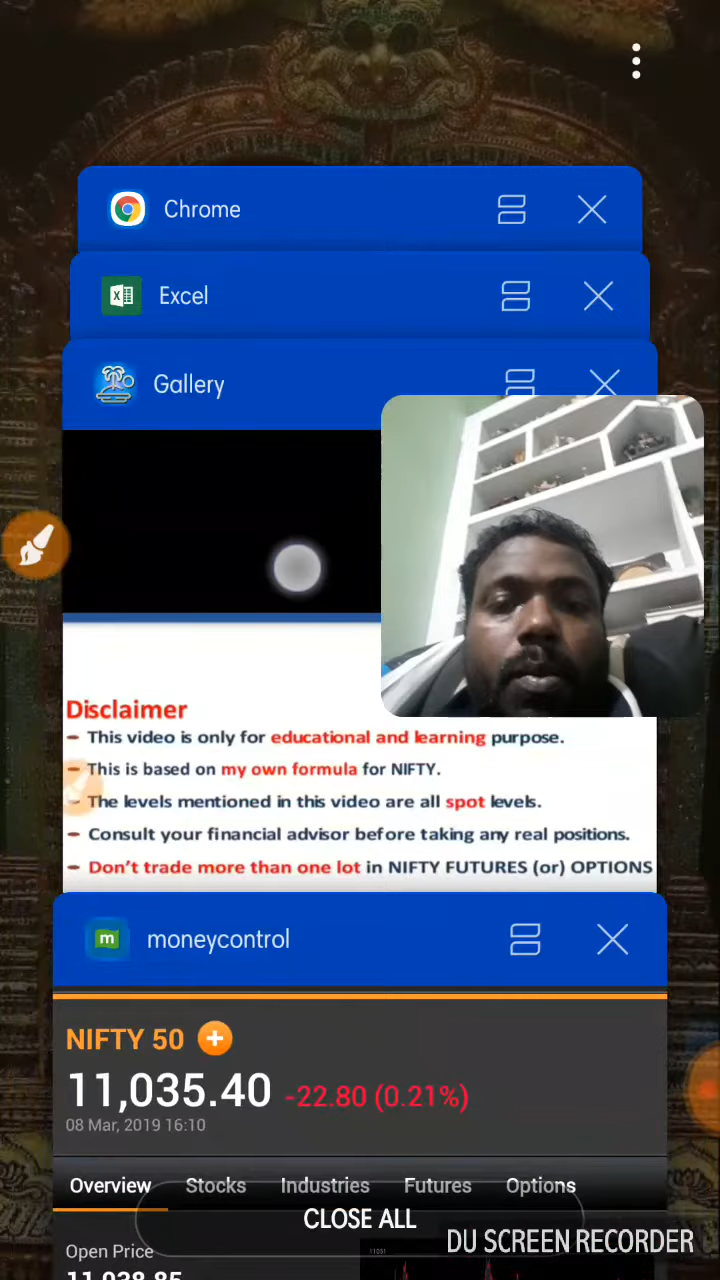 Chrome
Excel
Gallery
Disclaimer
- This video is only for educational and learning purpose.
- This is based on my own formula for NIFTY.
- The levels mentioned in this video are all spot levels.
- Consult your financial advisor before taking any real positions.
- Don't trade more than one lot in NIFTY FUTURES (or) OPTIONS
m moneycontrol
NIFTY 50 +
11,035.40 -22.80 (0.21%)
08 Mar, 2019 16:10
Overview Stocks Industries Futures Options
CLOSE ALL
DU SCREEN RECORDER
Open Price
11051
11,038.85